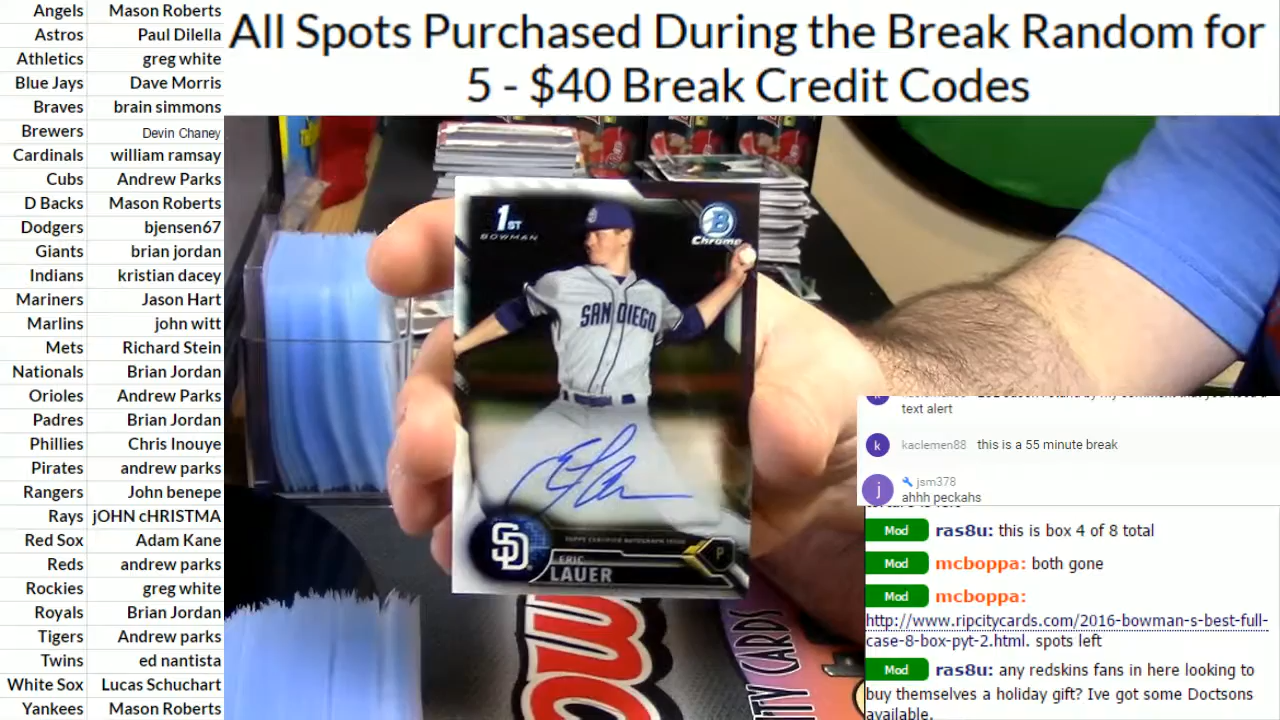 Angels Mason Roberts
Astros Paul Dilella
Athletics greg white
Blue Jays Dave Morris
Braves brain simmons
Brewers Devin Chaney
Cardinals william ramsay
Cubs Andrew Parks
D Backs Mason Roberts
Dodgers bjensen67
Giants brian jordan
Indians kristian dacey
Mariners Jason Hart
Marlins john witt
Mets Richard Stein
Nationals Brian Jordan
Orioles Andrew Parks
Padres Brian Jordan
Phillies Chris Inouye
Pirates andrew parks
Rangers John benepe
Rays jOHN cHRISTMA
Red Sox Adam Kane
Reds andrew parks
Rockies greg white
Royals Brian Jordan
Tigers Andrew parks
Twins ed nantista
White Sox Lucas Schuchart
Yankees Mason Roberts
All Spots Purchased During the Break Random for
5 - $40 Break Credit Codes
1ST
BOWMAN
B
Chrome
SAN DIEGO
SD
TOPPS CERTIFIED AUTOGRAPH ISSUE
ERIC
LAUER
P
ITY CARDS
text alert
k kaclemen88 this is a 55 minute break
j jsm378
ahhh peckahs
Mod ras8u: this is box 4 of 8 total
Mod mcboppa: both gone
Mod mcboppa:
http://www.ripcitycards.com/2016-bowman-s-best-full-
case-8-box-pyt-2.html. spots left
Mod ras8u: any redskins fans in here looking to
buy themselves a holiday gift? Ive got some Doctsons
available.